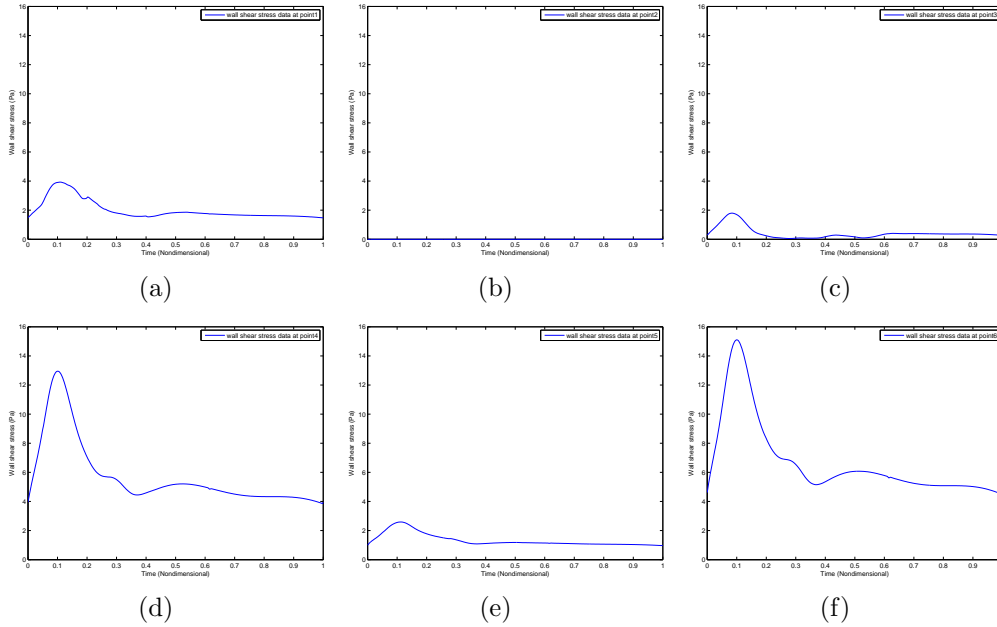 wall shear stress data at point1
Wall shear stress (Pa)
16
14
12
10
8
6
4
2
0
0 0.1 0.2 0.3 0.4 0.5 0.6 0.7 0.8 0.9 1
Time (Nondimensional)
(a)
wall shear stress data at point2
Wall shear stress (Pa)
16
14
12
10
8
6
4
2
0
0 0.1 0.2 0.3 0.4 0.5 0.6 0.7 0.8 0.9 1
Time (Nondimensional)
(b)
wall shear stress data at point3
Wall shear stress (Pa)
16
14
12
10
8
6
4
2
0
0 0.1 0.2 0.3 0.4 0.5 0.6 0.7 0.8 0.9
Time (Nondimensional)
(c)
wall shear stress data at point4
Wall shear stress (Pa)
16
14
12
10
8
6
4
2
0
0 0.1 0.2 0.3 0.4 0.5 0.6 0.7 0.8 0.9 1
Time (Nondimensional)
(d)
wall shear stress data at point5
Wall shear stress (Pa)
16
14
12
10
8
6
4
2
0
0 0.1 0.2 0.3 0.4 0.5 0.6 0.7 0.8 0.9 1
Time (Nondimensional)
(e)
wall shear stress data at point6
Wall shear stress (Pa)
16
14
12
10
8
6
4
2
0
0 0.1 0.2 0.3 0.4 0.5 0.6 0.7 0.8 0.9
Time (Nondimensional)
(f)